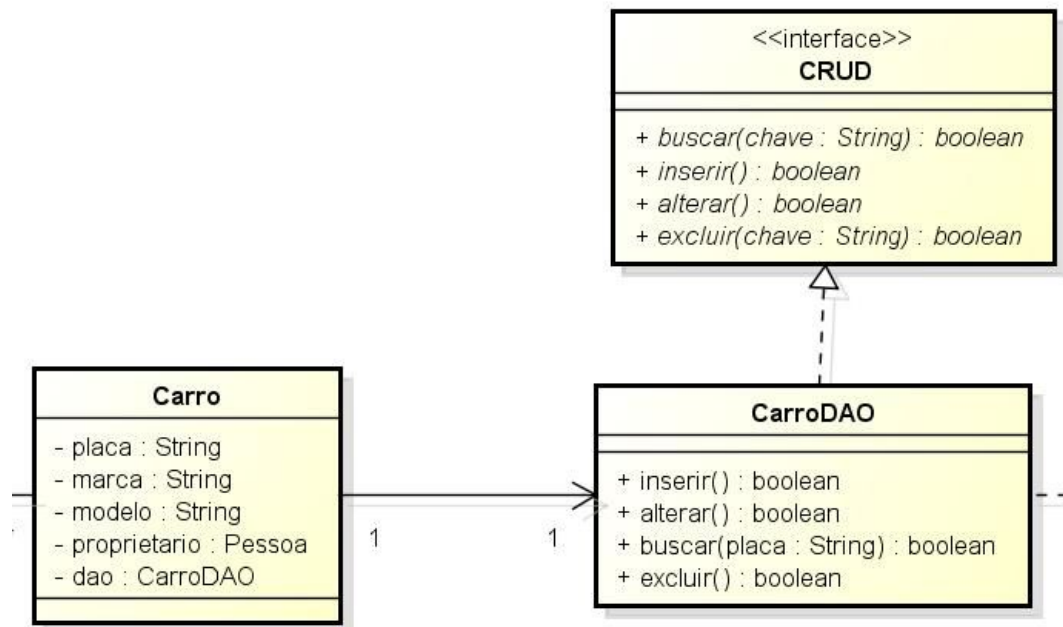 <<interface>>
CRUD
+ buscar(chave : String) : boolean
+ inserir() : boolean
+ alterar() : boolean
+ excluir(chave : String) : boolean
Carro
- placa : String
- marca : String
- modelo : String
- proprietario : Pessoa
- dao : CarroDAO
1
1
CarroDAO
+ inserir() : boolean
+ alterar() : boolean
+ buscar(placa : String) : boolean
+ excluir() : boolean